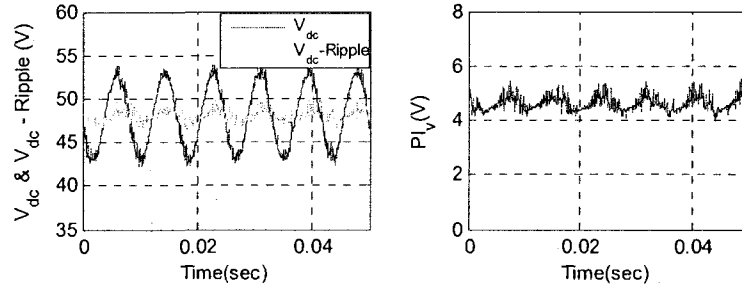 V_dc & V_dc - Ripple (V)
60
55
50
45
40
35
V_dc
V_dc-Ripple
0
0.02
0.04
Time(sec)
PI_v(V)
8
6
4
2
0
0
0.02
0.04
Time(sec)